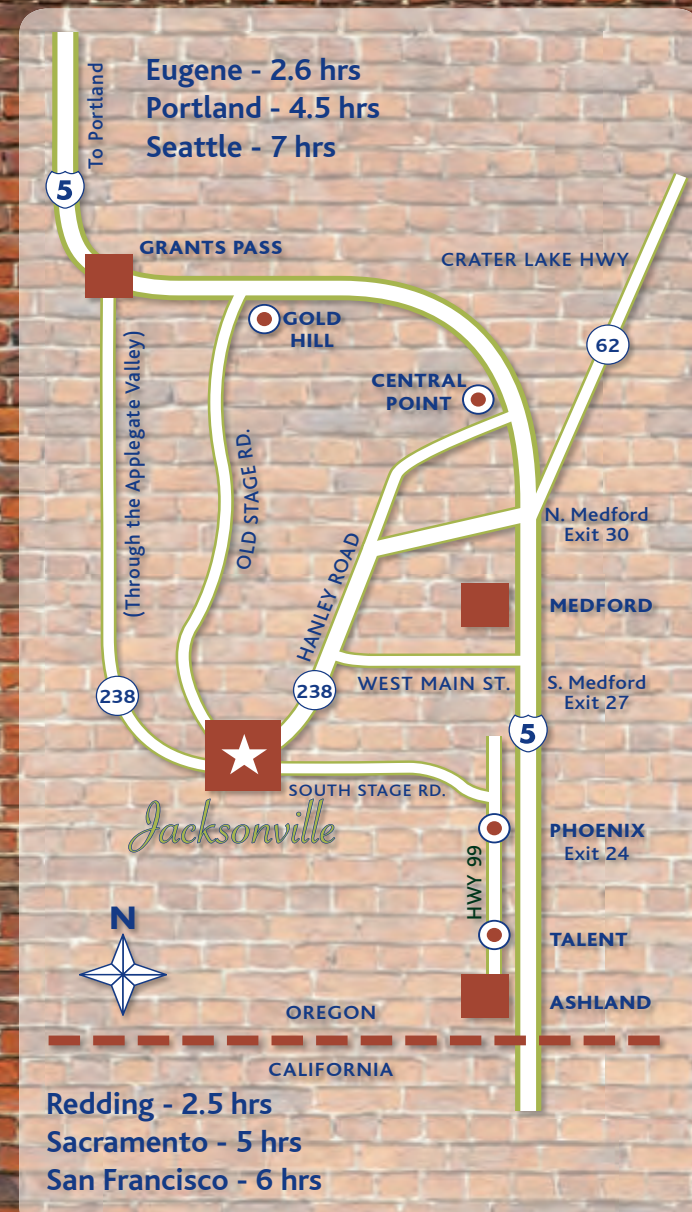 To Portland
Eugene - 2.6 hrs
Portland - 4.5 hrs
Seattle - 7 hrs
5
GRANTS PASS
CRATER LAKE HWY
GOLD
HILL
62
CENTRAL
POINT
(Through the Applegate Valley)
OLD STAGE RD.
HANLEY ROAD
N. Medford
Exit 30
MEDFORD
238
238
WEST MAIN ST.
S. Medford
Exit 27
5
SOUTH STAGE RD.
Jacksonville
PHOENIX
Exit 24
HWY 99
N
TALENT
ASHLAND
OREGON
CALIFORNIA
Redding - 2.5 hrs
Sacramento - 5 hrs
San Francisco - 6 hrs